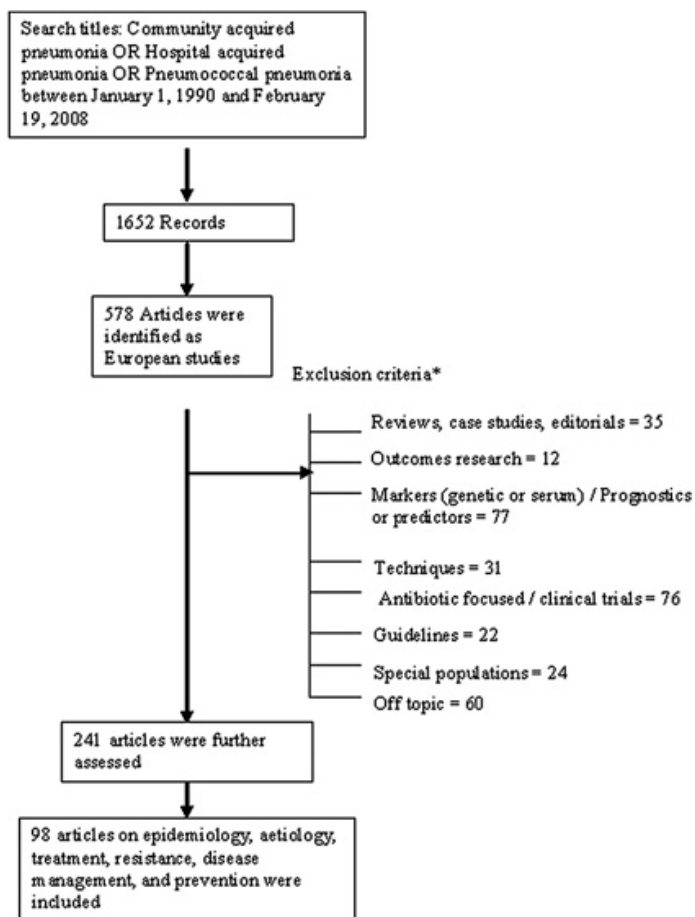 Search titles: Community acquired
pneumonia OR Hospital acquired
pneumonia OR Pneumococcal pneumonia
between January 1, 1990 and February
19, 2008
1652 Records
578 Articles were
identified as
European studies
Exclusion criteria*
Reviews, case studies, editorials = 35
Outcomes research = 12
Markers (genetic or serum) / Prognostics
or predictors = 77
Techniques = 31
Antibiotic focused / clinical trials = 76
Guidelines = 22
Special populations = 24
Off topic = 60
241 articles were further
assessed
98 articles on epidemiology, aetiology,
treatment, resistance, disease
management, and prevention were
included